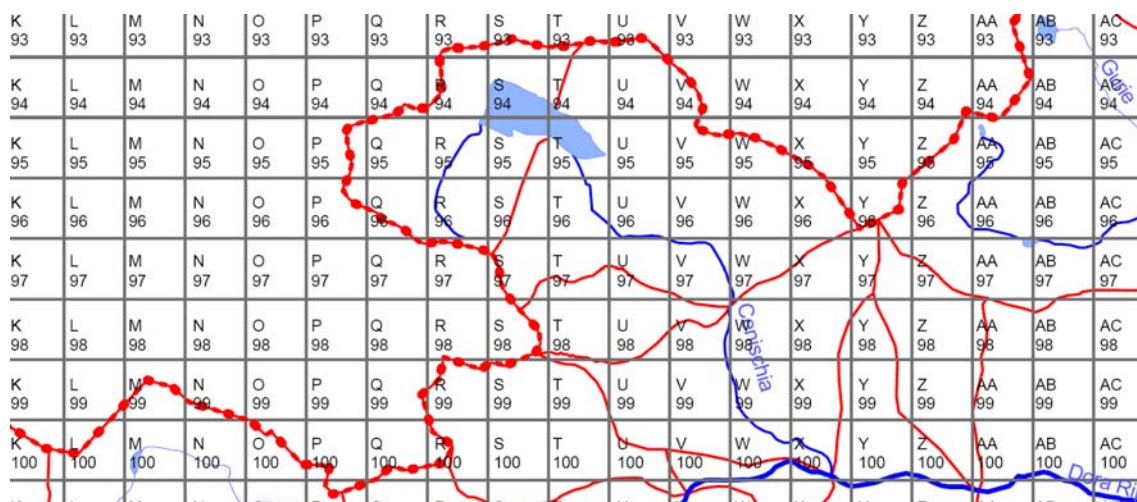 K L M N O P Q R S T U V W X Y Z AA AB AC
93 93 93 93 93 93 93 93 93 93 93 93 93 93 93 93 93 93 93
K L M N O P Q R S T U V W X Y Z AA AB AC
94 94 94 94 94 94 94 94 94 94 94 94 94 94 94 94 94 94 94
K L M N O P Q R S T U V W X Y Z AA AB AC
95 95 95 95 95 95 95 95 95 95 95 95 95 95 95 95 95 95 95
K L M N O P Q R S T U V W X Y Z AA AB AC
96 96 96 96 96 96 96 96 96 96 96 96 96 96 96 96 96 96 96
K L M N O P Q R S T U V W X Y Z AA AB AC
97 97 97 97 97 97 97 97 97 97 97 97 97 97 97 97 97 97 97
K L M N O P Q R S T U V W X Y Z AA AB AC
98 98 98 98 98 98 98 98 98 98 98 98 98 98 98 98 98 98 98
Cenischia
K L M N O P Q R S T U V W X Y Z AA AB AC
99 99 99 99 99 99 99 99 99 99 99 99 99 99 99 99 99 99 99
K L M N O P Q R S T U V W X Y Z AA AB AC
100 100 100 100 100 100 100 100 100 100 100 100 100 100 100 100 100 100 100
Dora Ri